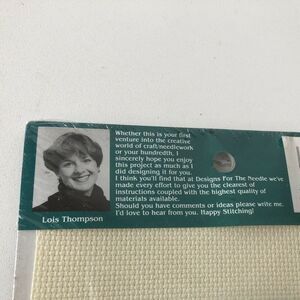 Whether this is your first
venture into the creative
world of craft/needlework
or your hundredth, I
sincerely hope you enjoy
this project as much as I
did designing it for you.
I think you'll find that at Designs For The Needle we've
made every effort to give you the clearest of
instructions coupled with the highest quality of
materials available.
Should you have comments or ideas please write me.
I'd love to hear from you. Happy Stitching!
Lois Thompson